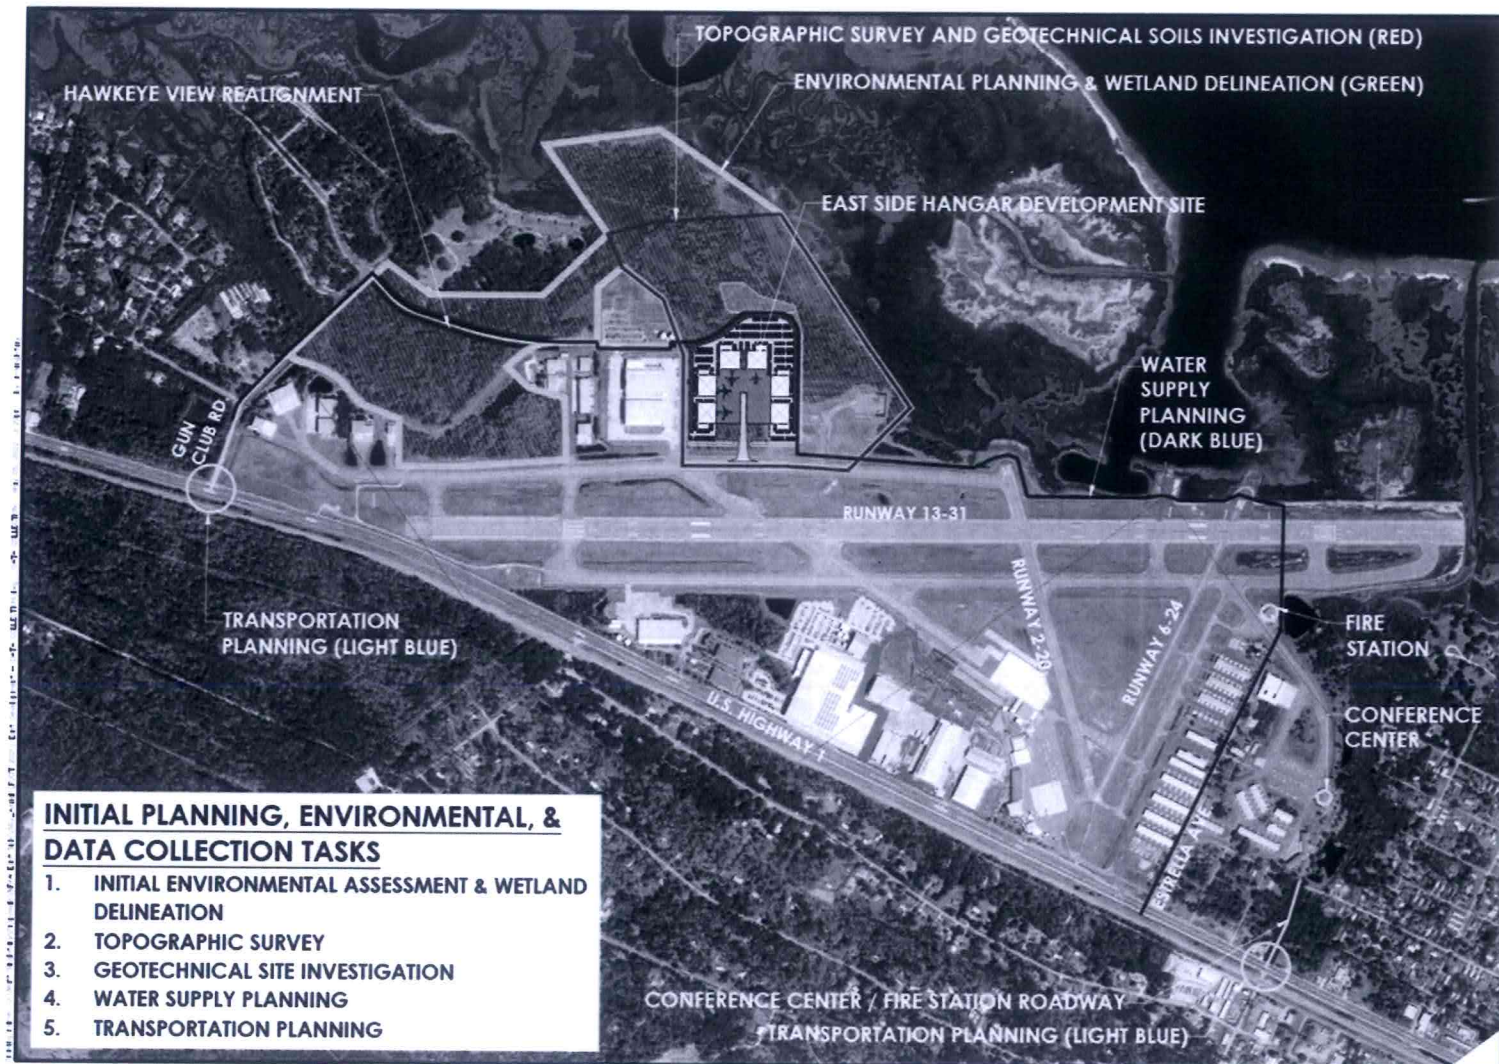 TOPOGRAPHIC SURVEY AND GEOTECHNICAL SOILS INVESTIGATION (RED)
ENVIRONMENTAL PLANNING & WETLAND DELINEATION (GREEN)
HAWKEYE VIEW REALIGNMENT
EAST SIDE HANGAR DEVELOPMENT SITE
WATER
SUPPLY
PLANNING
(DARK BLUE)
GUN
CLUB RD.
RUNWAY 13-31
RUNWAY 2-20
RUNWAY 6-24
TRANSPORTATION
PLANNING (LIGHT BLUE)
FIRE
STATION
U.S. HIGHWAY 1
CONFERENCE
CENTER
ESTRELLA AVE
INITIAL PLANNING, ENVIRONMENTAL, &
DATA COLLECTION TASKS
1. INITIAL ENVIRONMENTAL ASSESSMENT & WETLAND
DELINEATION
2. TOPOGRAPHIC SURVEY
3. GEOTECHNICAL SITE INVESTIGATION
4. WATER SUPPLY PLANNING
5. TRANSPORTATION PLANNING
CONFERENCE CENTER / FIRE STATION ROADWAY
TRANSPORTATION PLANNING (LIGHT BLUE)